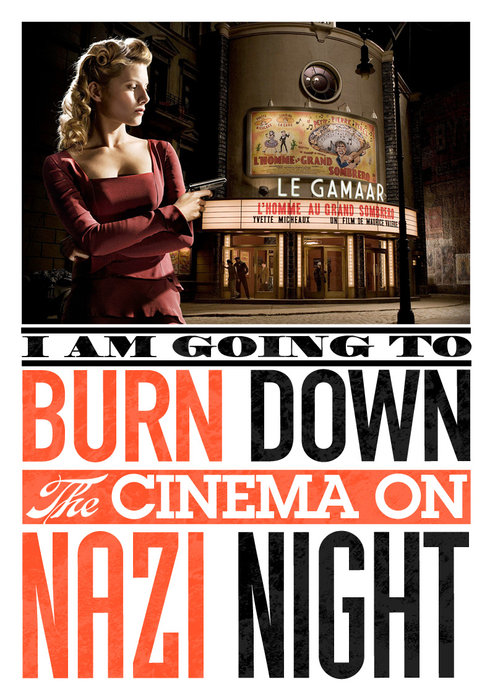 L'HOMME AU GRAND
SOMBRERO
LE GAMAAR
L'HOMME AU GRAND SOMBRERO
YVETTE MICHEAUX UN FILM DE MAURICE
I AM GOING TO
BURN DOWN
The CINEMA ON
NAZI NIGHT